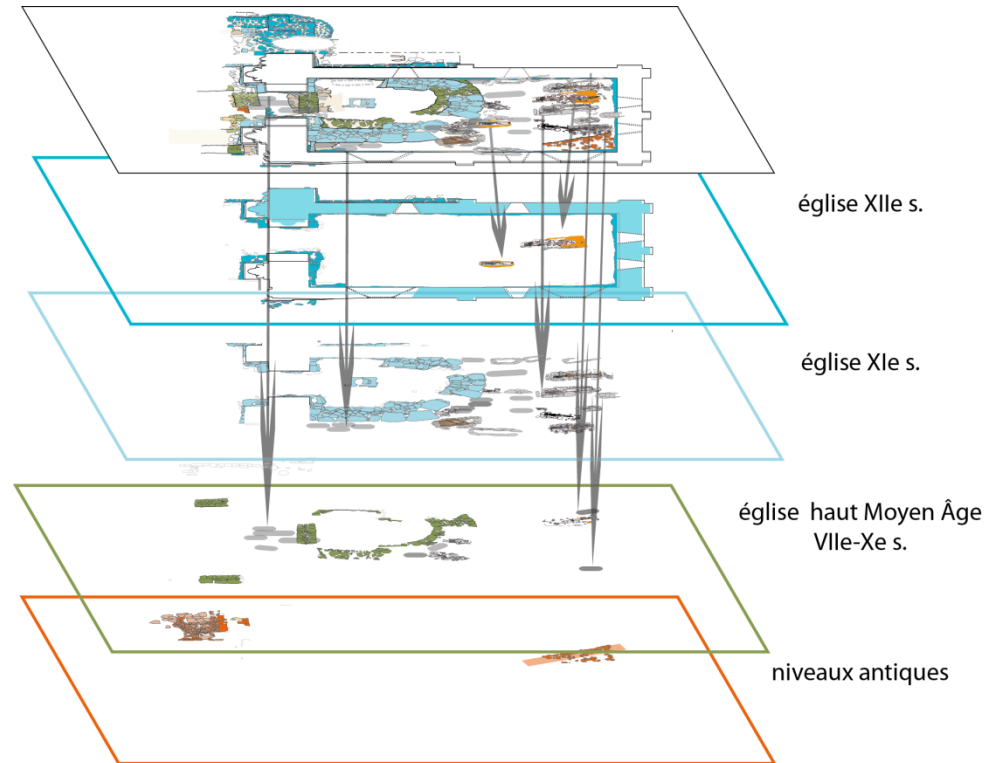 église XIIe s.
église XIe s.
église haut Moyen Âge
VIIe-Xe s.
niveaux antiques